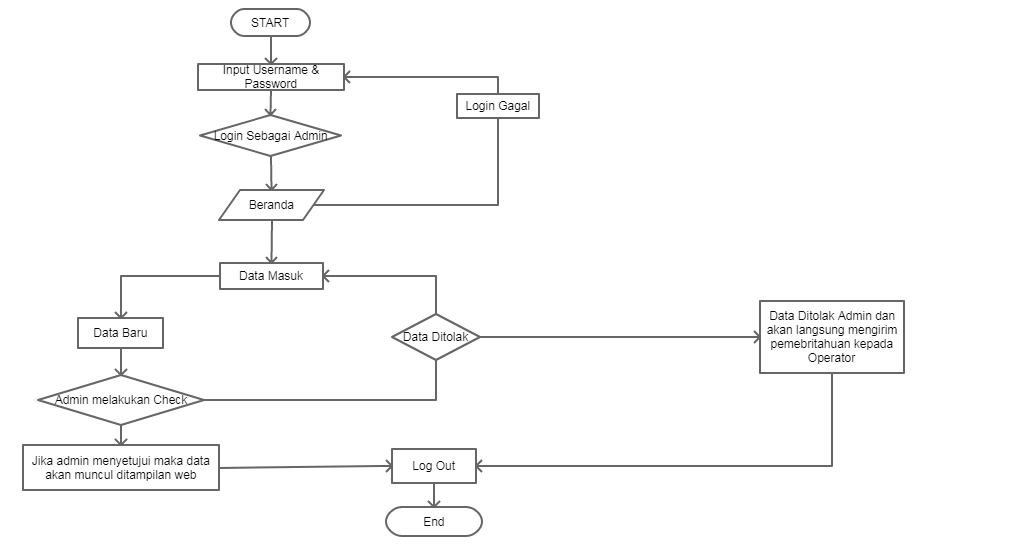 START
Input Username &
Password
Login Gagal
Login Sebagai Admin
Beranda
Data Masuk
Data Baru
Data Ditolak
Data Ditolak Admin dan
akan langsung mengirim
pemebritahuan kepada
Operator
Admin melakukan Check
Jika admin menyetujui maka data
akan muncul ditampilan web
Log Out
End